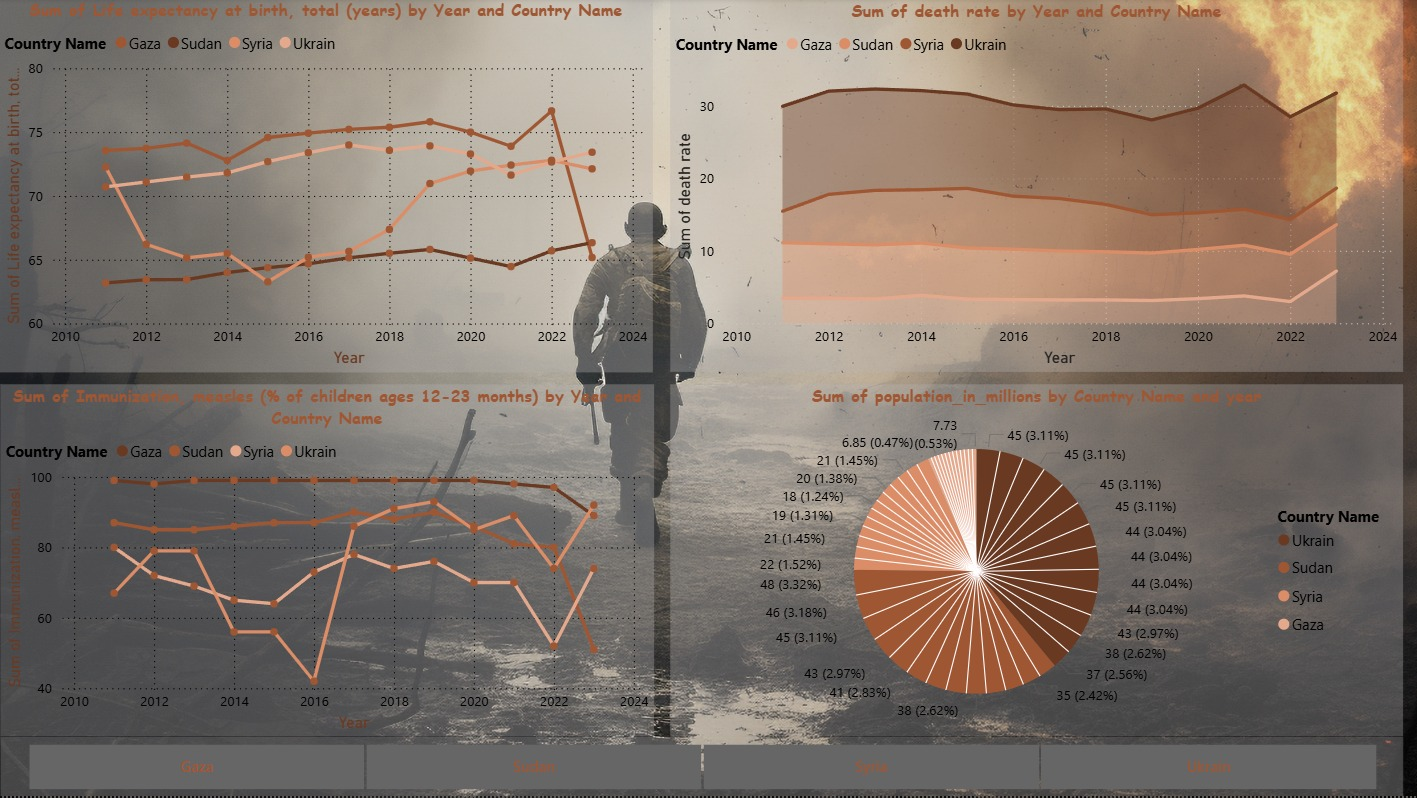 Sum of Life expectancy at birth, total (years) by Year and Country Name
Country Name Gaza Sudan Syria Ukrain
Sum of Life expectancy at birth, tot...
80
75
70
65
60
2010 2012 2014 2016 2018 2020 2022 2024
Year
Sum of death rate by Year and Country Name
Country Name Gaza Sudan Syria Ukrain
Sum of death rate
30
20
10
0
2010 2012 2014 2016 2018 2020 2022 2024
Year
Sum of Immunization, measles (% of children ages 12-23 months) by Year and
Country Name
Country Name Gaza Sudan Syria Ukrain
Sum of Immunization, measl...
100
80
60
40
2010 2012 2014 2016 2018 2020 2022 2024
Year
Sum of population_in_millions by Country Name and year
7.73
(0.53%)
45 (3.11%)
45 (3.11%)
45 (3.11%)
45 (3.11%)
44 (3.04%)
44 (3.04%)
44 (3.04%)
44 (3.04%)
43 (2.97%)
38 (2.62%)
37 (2.56%)
35 (2.42%)
38 (2.62%)
41 (2.83%)
43 (2.97%)
45 (3.11%)
46 (3.18%)
48 (3.32%)
22 (1.52%)
21 (1.45%)
19 (1.31%)
18 (1.24%)
20 (1.38%)
21 (1.45%)
6.85 (0.47%)
Country Name
Ukrain
Sudan
Syria
Gaza
Gaza
Sudan
Syria
Ukrain